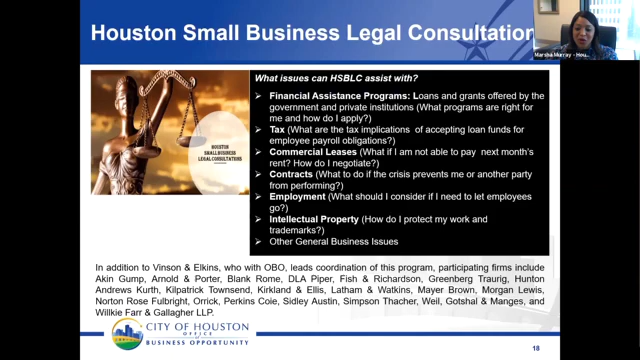 Houston Small Business Legal Consultation
Marsha Murray - Hou...
HOUSTON
SMALL BUSINESS
LEGAL CONSULTATIONS
What issues can HSBLC assist with?
➢ Financial Assistance Programs: Loans and grants offered by the
government and private institutions (What programs are right for
me and how do I apply?)
➢ Tax (What are the tax implications of accepting loan funds for
employee payroll obligations?)
➢ Commercial Leases (What if I am not able to pay next month's
rent? How do I negotiate?)
➢ Contracts (What to do if the crisis prevents me or another party
from performing?)
➢ Employment (What should I consider if I need to let employees
go?)
➢ Intellectual Property (How do I protect my work and
trademarks?)
➢ Other General Business Issues
In addition to Vinson & Elkins, who with OBO, leads coordination of this program, participating firms include
Akin Gump, Arnold & Porter, Blank Rome, DLA Piper, Fish & Richardson, Greenberg Traurig, Hunton
Andrews Kurth, Kilpatrick Townsend, Kirkland & Ellis, Latham & Watkins, Mayer Brown, Morgan Lewis,
Norton Rose Fulbright, Orrick, Perkins Coie, Sidley Austin, Simpson Thacher, Weil, Gotshal & Manges, and
Willkie Farr & Gallagher LLP.
CITY OF HOUSTON
OFFICE OF
BUSINESS OPPORTUNITY
18